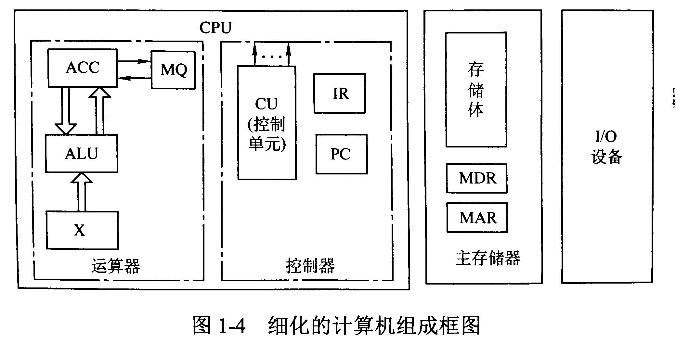 CPU
ACC
MQ
ALU
X
运算器
…
CU
(控制
单元)
IR
PC
控制器
存
储
体
MDR
MAR
主存储器
I/O
设备
图 1-4 细化的计算机组成框图